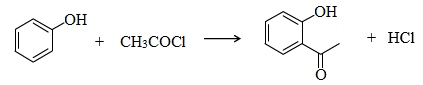 OH + CH₃COCl ⟶ OH O + HCl